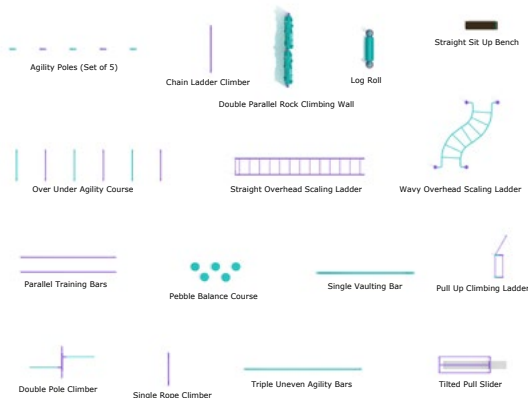 Straight Sit Up Bench
Agility Poles (Set of 5)
Chain Ladder Climber
Log Roll
Double Parallel Rock Climbing Wall
Over Under Agility Course
Straight Overhead Scaling Ladder
Wavy Overhead Scaling Ladder
Parallel Training Bars
Pebble Balance Course
Single Vaulting Bar
Pull Up Climbing Ladder
Double Pole Climber
Single Rope Climber
Triple Uneven Agility Bars
Tilted Pull Slider